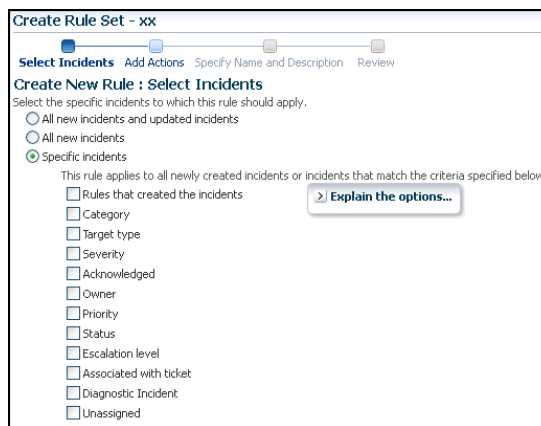 Create Rule Set - xx
Select Incidents Add Actions Specify Name and Description Review
Create New Rule : Select Incidents
Select the specific incidents to which this rule should apply.
All new incidents and updated incidents
All new incidents
Specific incidents
This rule applies to all newly created incidents or incidents that match the criteria specified below
Rules that created the incidents
Explain the options...
Category
Target type
Severity
Acknowledged
Owner
Priority
Status
Escalation level
Associated with ticket
Diagnostic Incident
Unassigned